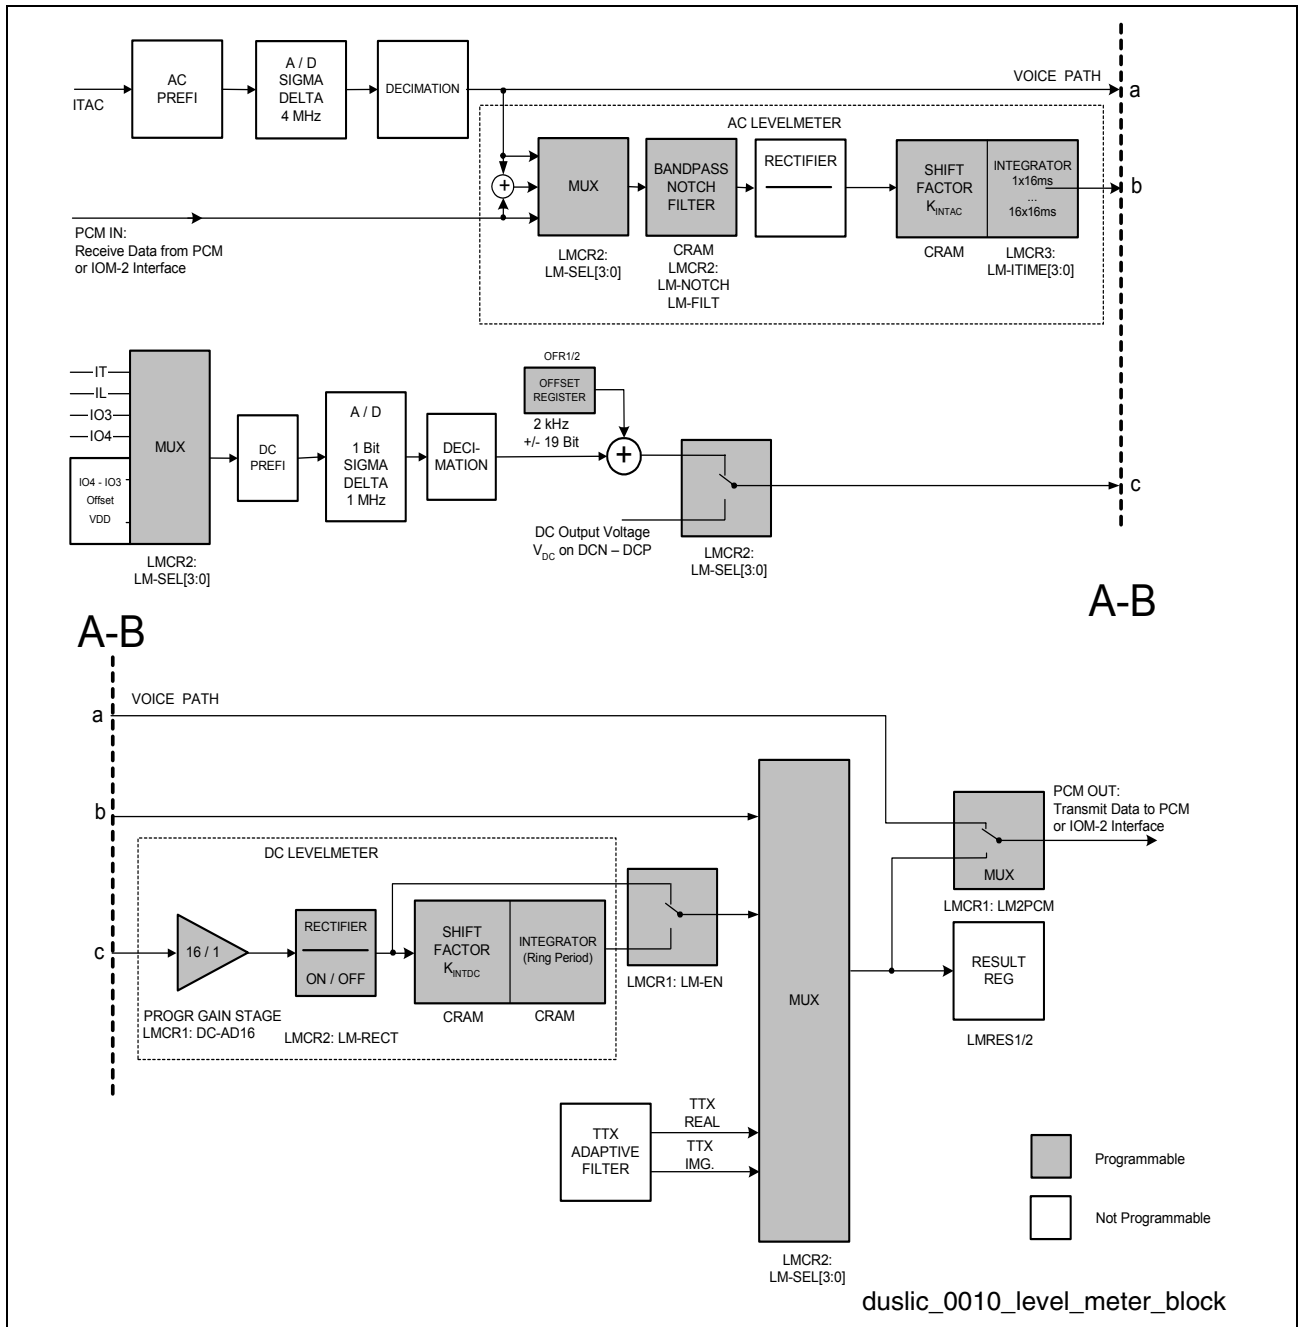 ITAC
AC
PREFI
A / D
SIGMA
DELTA
4 MHz
DECIMATION
VOICE PATH
a
AC LEVELMETER
MUX
BANDPASS
NOTCH
FILTER
RECTIFIER
SHIFT
FACTOR
KINTAC
INTEGRATOR
1x16ms
...
16x16ms
b
PCM IN:
Receive Data from PCM
or IOM-2 Interface
LMCR2:
LM-SEL[3:0]
CRAM
LMCR2:
LM-NOTCH
LM-FILT
CRAM
LMCR3:
LM-ITIME[3:0]
IT
IL
IO3
IO4
IO4 - IO3
Offset
VDD
MUX
LMCR2:
LM-SEL[3:0]
DC
PREFI
A / D
1 Bit
SIGMA
DELTA
1 MHz
DECI-
MATION
OFR1/2
OFFSET
REGISTER
2 kHz
+/- 19 Bit
+
DC Output Voltage
VDC on DCN – DCP
LMCR2:
LM-SEL[3:0]
c
A-B
A-B
a
VOICE PATH
b
DC LEVELMETER
c
16 / 1
PROGR GAIN STAGE
LMCR1: DC-AD16
RECTIFIER
ON / OFF
LMCR2: LM-RECT
SHIFT
FACTOR
KINTDC
INTEGRATOR
(Ring Period)
CRAM
CRAM
LMCR1: LM-EN
MUX
LMCR2:
LM-SEL[3:0]
PCM OUT:
Transmit Data to PCM
or IOM-2 Interface
MUX
LMCR1: LM2PCM
RESULT
REG
LMRES1/2
TTX
ADAPTIVE
FILTER
TTX
REAL
TTX
IMG.
Programmable
Not Programmable
duslic_0010_level_meter_block